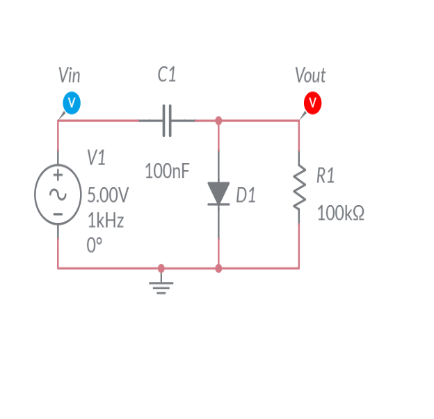 Vin
C1
Vout
V
V
V1
100nF
D1
R1
5.00V
1kHz
100kΩ
0°